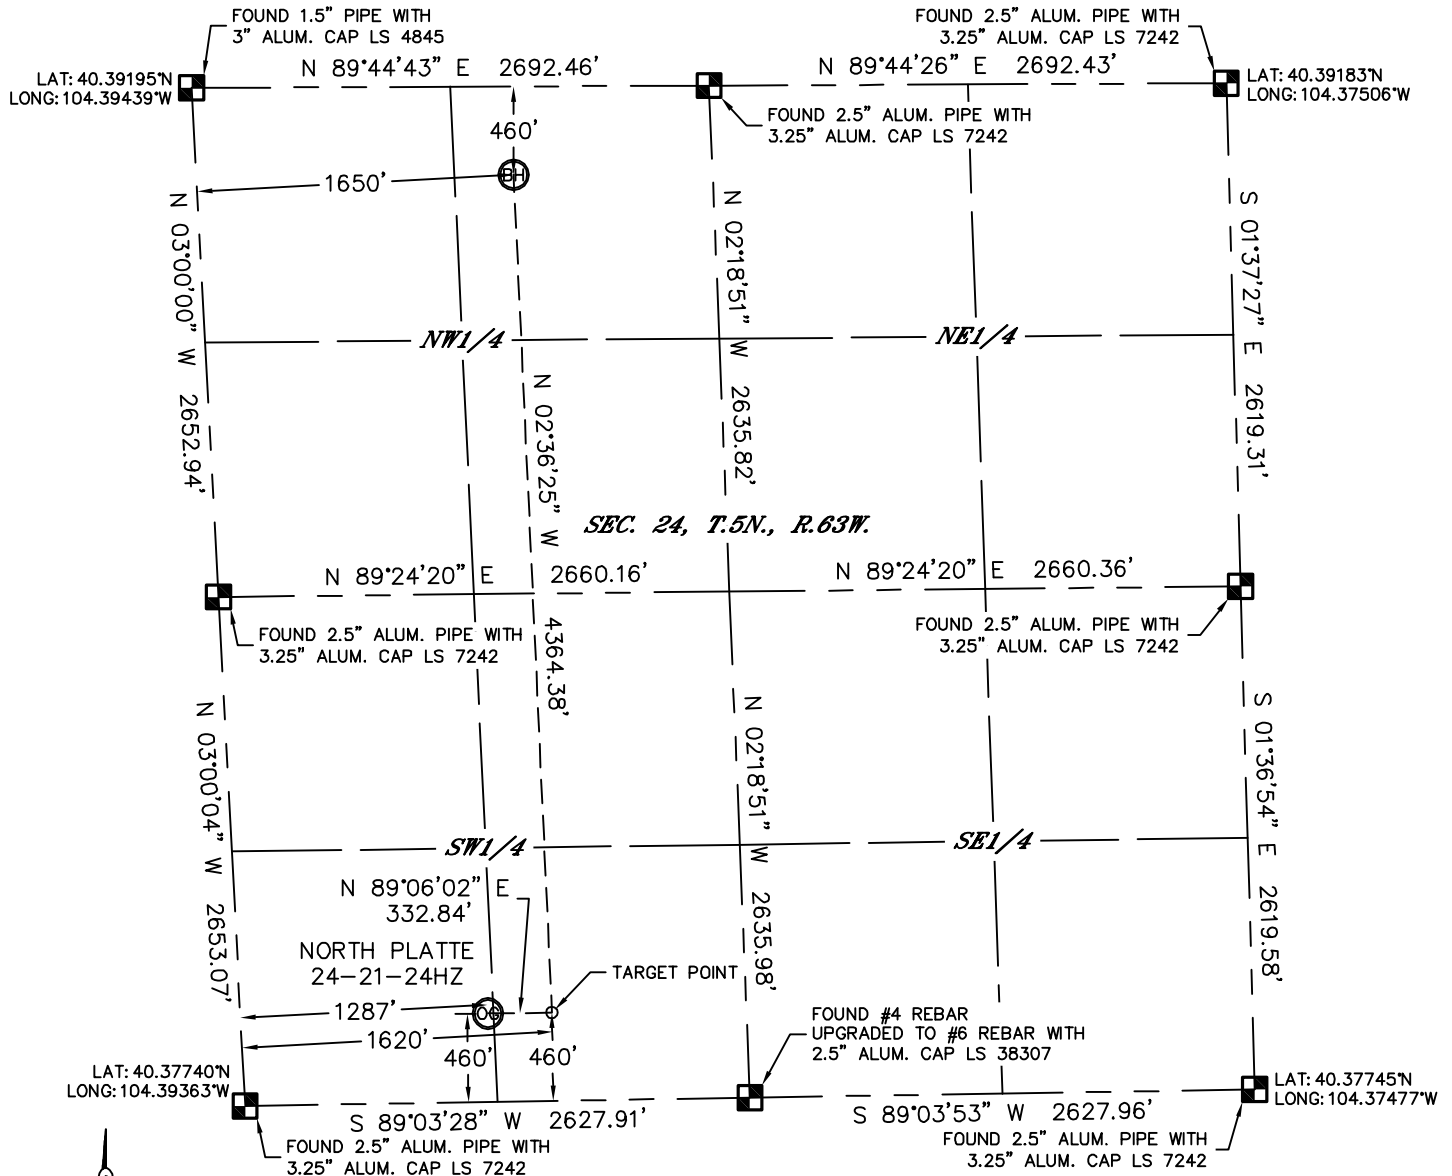 FOUND 1.5” PIPE WITH
3” ALUM. CAP LS 4845
FOUND 2.5” ALUM. PIPE WITH
3.25” ALUM. CAP LS 7242
LAT: 40.39195°N
LONG: 104.39439°W
N 89°44’43” E 2692.46’
N 89°44’26” E 2692.43’
LAT: 40.39183°N
LONG: 104.37506°W
FOUND 2.5” ALUM. PIPE WITH
3.25” ALUM. CAP LS 7242
460’
BH
1650’
N 03°00’00” W 2652.94’
N 02°18’51” W 2635.82’
S 01°37’27” E 2619.31’
NW1/4
NE1/4
N 02°36’25” W 4364.38’
SEC. 24, T.5N., R.63W.
N 89°24’20” E 2660.16’
N 89°24’20” E 2660.36’
FOUND 2.5” ALUM. PIPE WITH
3.25” ALUM. CAP LS 7242
FOUND 2.5” ALUM. PIPE WITH
3.25” ALUM. CAP LS 7242
N 03°00’04” W 2653.07’
N 02°18’51” W 2635.98’
S 01°36’54” E 2619.58’
SW1/4
SE1/4
N 89°06’02” E
332.84’
NORTH PLATTE
24-21-24HZ
TARGET POINT
1287’
1620’
460’
460’
FOUND #4 REBAR
UPGRADED TO #6 REBAR WITH
2.5” ALUM. CAP LS 38307
LAT: 40.37740°N
LONG: 104.39363°W
LAT: 40.37745°N
LONG: 104.37477°W
S 89°03’28” W 2627.91’
S 89°03’53” W 2627.96’
FOUND 2.5” ALUM. PIPE WITH
3.25” ALUM. CAP LS 7242
FOUND 2.5” ALUM. PIPE WITH
3.25” ALUM. CAP LS 7242